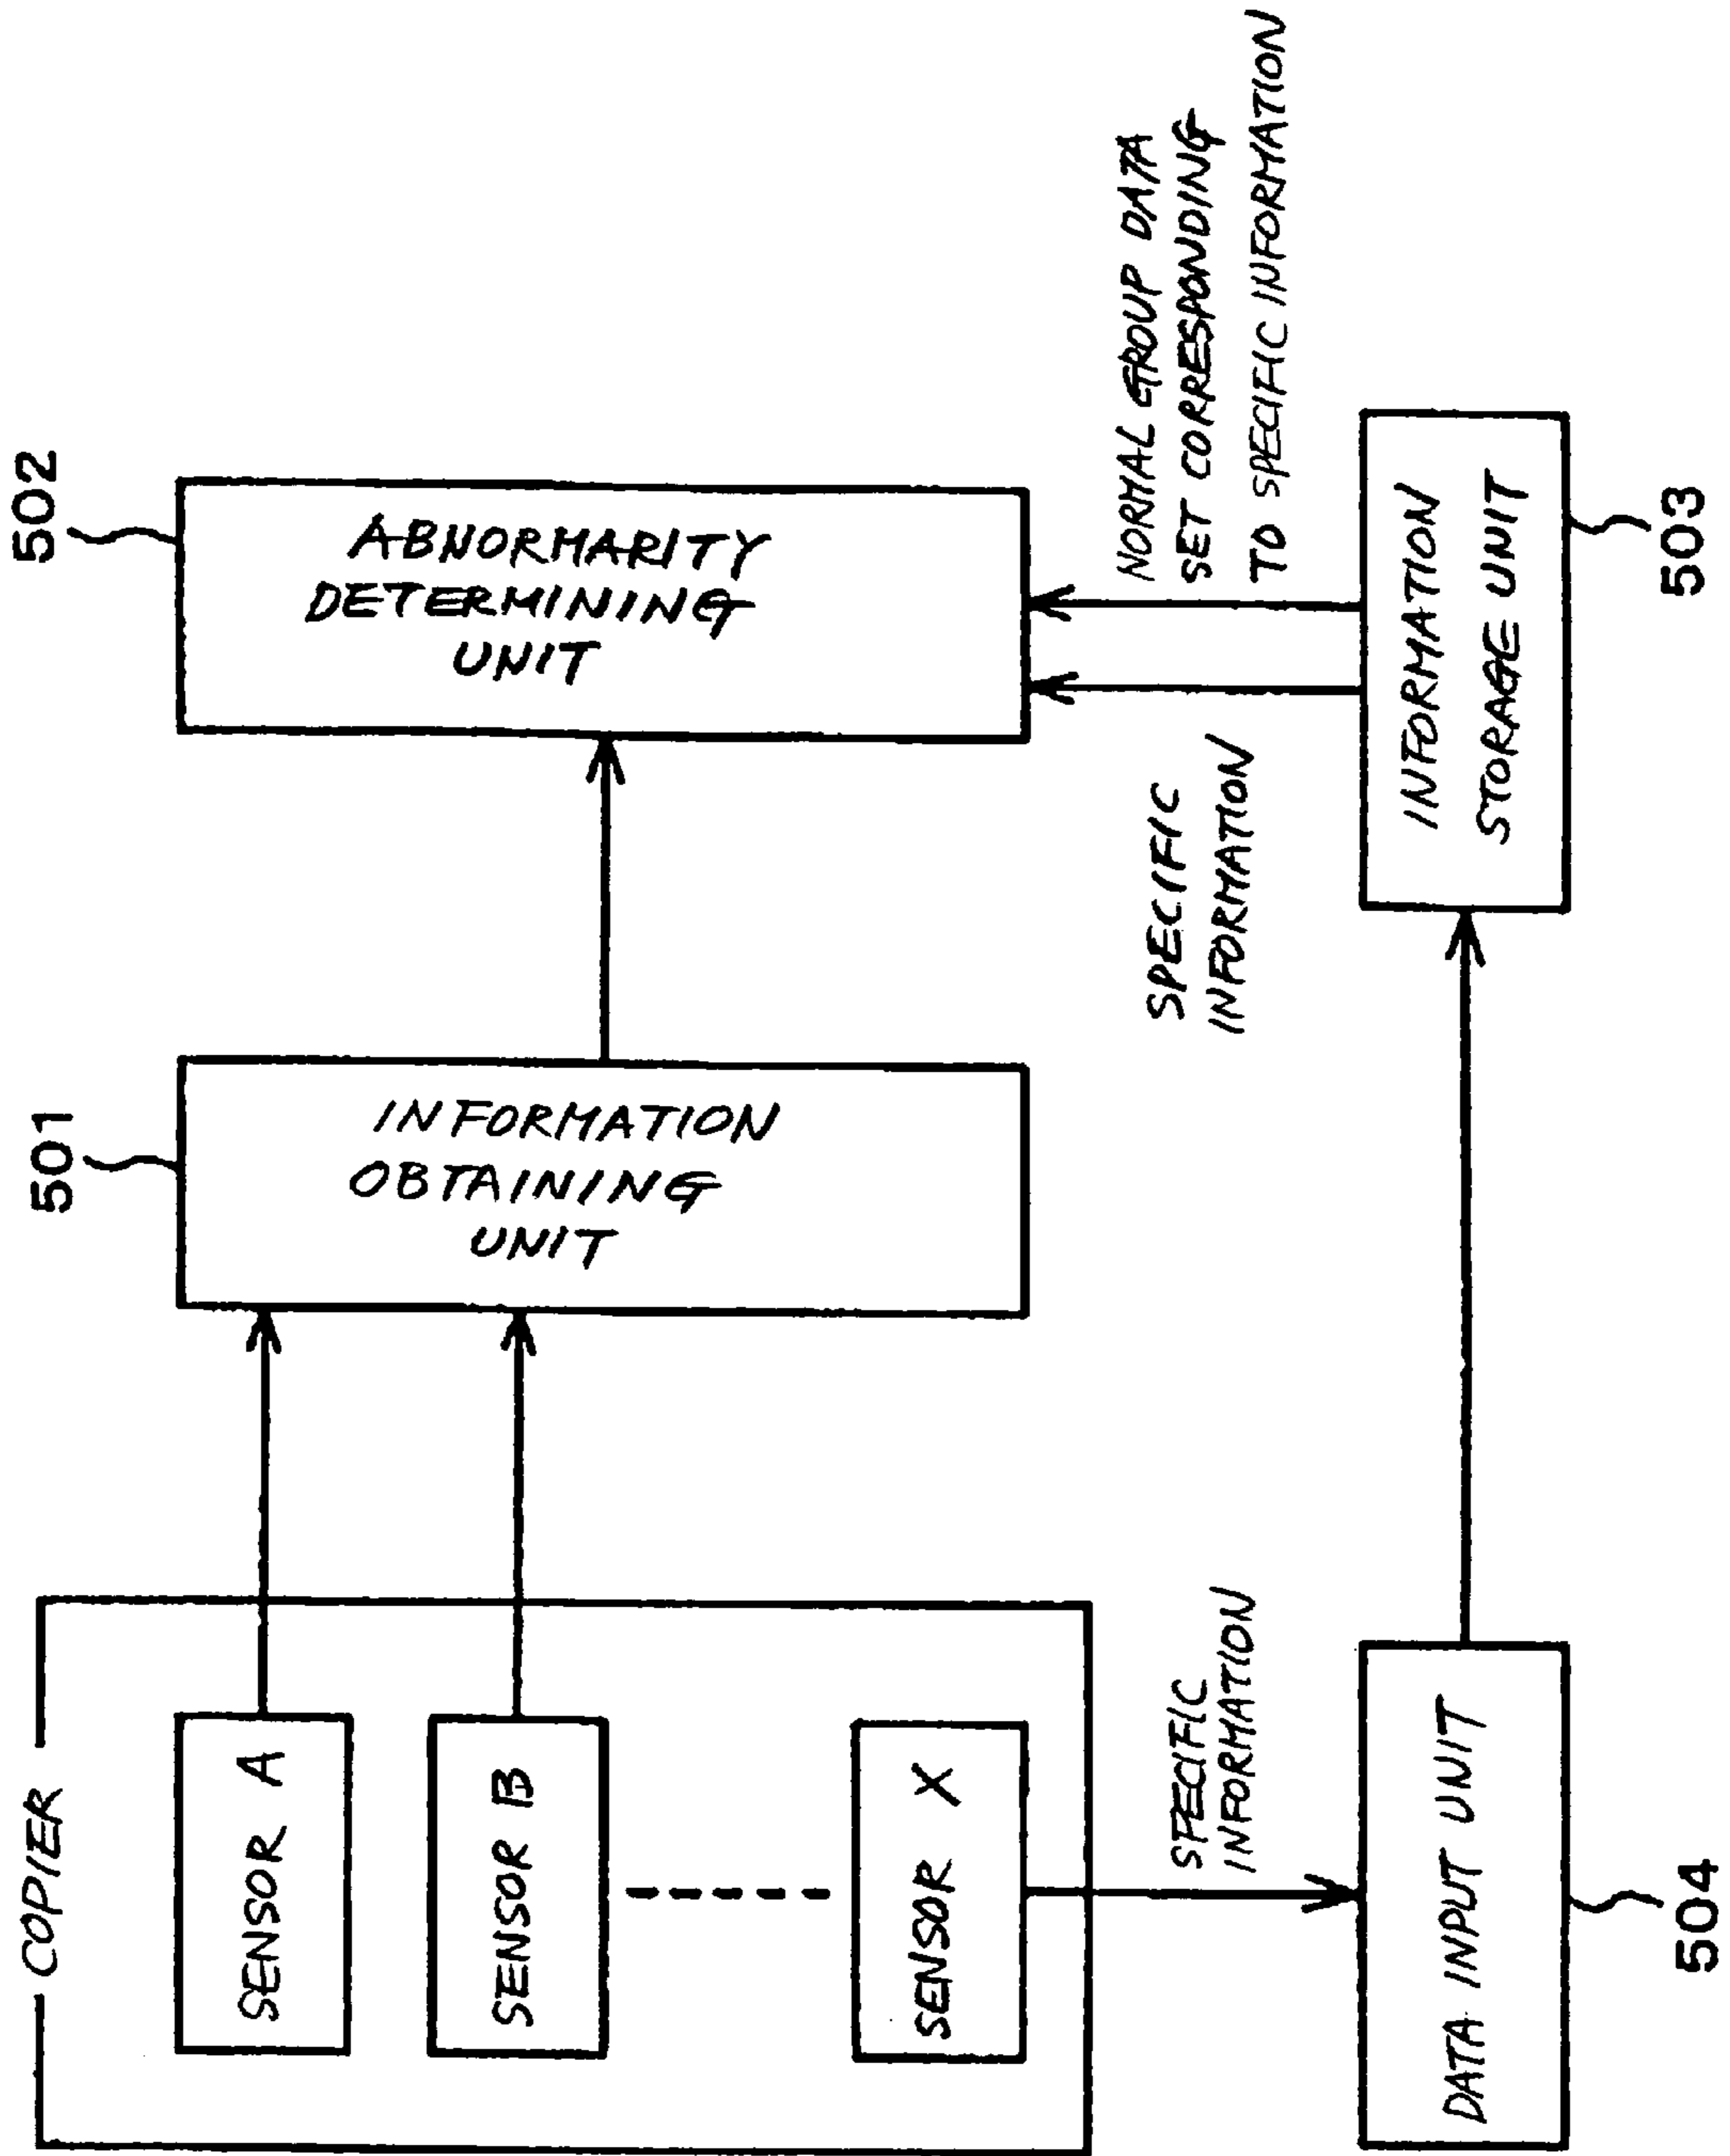 COPIER
SENSOR A
SENSOR B
SENSOR X
501
INFORMATION
OBTAINING
UNIT
502
ABNORMARITY
DETERMINING
UNIT
SPECIFIC
INFORMATION
SPECIFIC
INFORMATION
NORMAL GROUP DATA
SET CORRESPONDING
TO SPECIFIC INFORMATION
DATA INPUT UNIT
504
INFORMATION
STORAGE UNIT
503